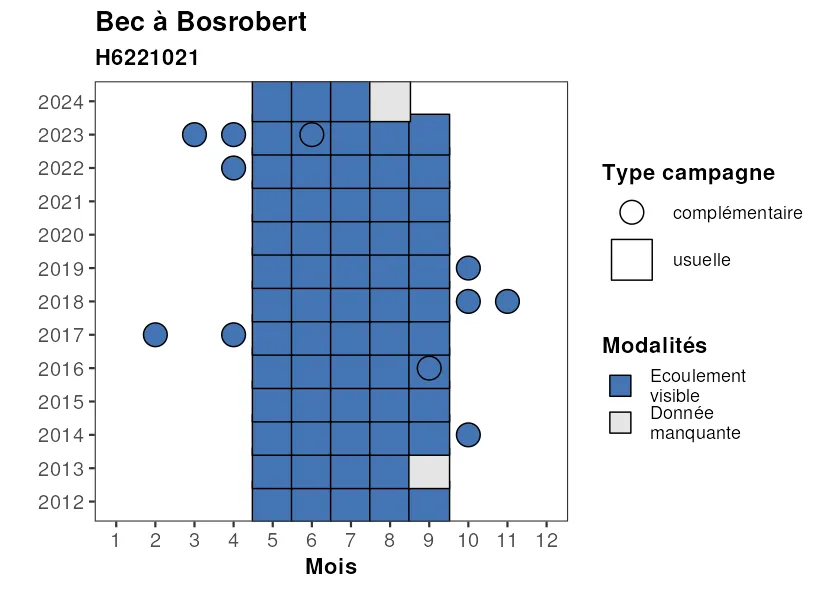 Bec à Bosrobert
H6221021
2024
2023
2022
2021
2020
2019
2018
2017
2016
2015
2014
2013
2012
1 2 3 4 5 6 7 8 9 10 11 12
Mois
Type campagne
complémentaire
usuelle
Modalités
Ecoulement
visible
Donnée
manquante